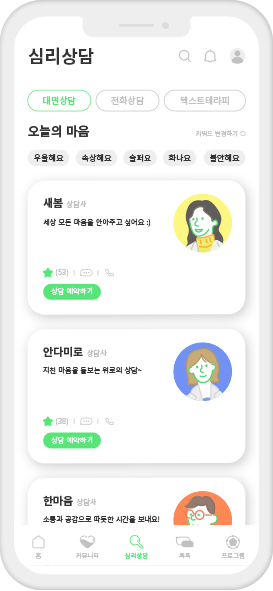 심리상담
대면상담 전화상담 텍스트테라피
오늘의 마음
키워드 변경하기
우울해요 속상해요 슬퍼요 화나요 불안해요
새봄 상담사
세상 모든 마음을 안아주고 싶어요 :)
(53)
상담 예약하기
안다미로 상담사
지친 마음을 돌보는 위로의 상담~
(38)
상담 예약하기
한마음 상담사
소통과 공감으로 따듯한 시간을 보내요!
홈 커뮤니티 심리상담 톡톡 프로그램